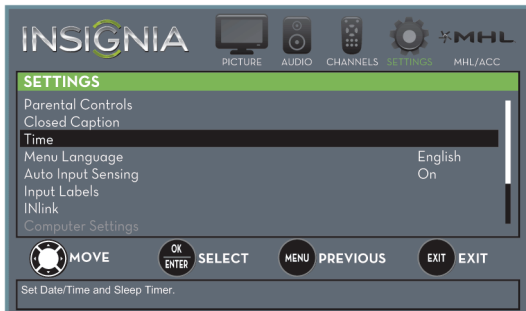 INSIGNIA
PICTURE AUDIO CHANNELS SETTINGS MHL/ACC
MHL
SETTINGS
Parental Controls
Closed Caption
Time
Menu Language English
Auto Input Sensing On
Input Labels
INlink
Computer Settings
MOVE OK ENTER SELECT MENU PREVIOUS EXIT EXIT
Set Date/Time and Sleep Timer.